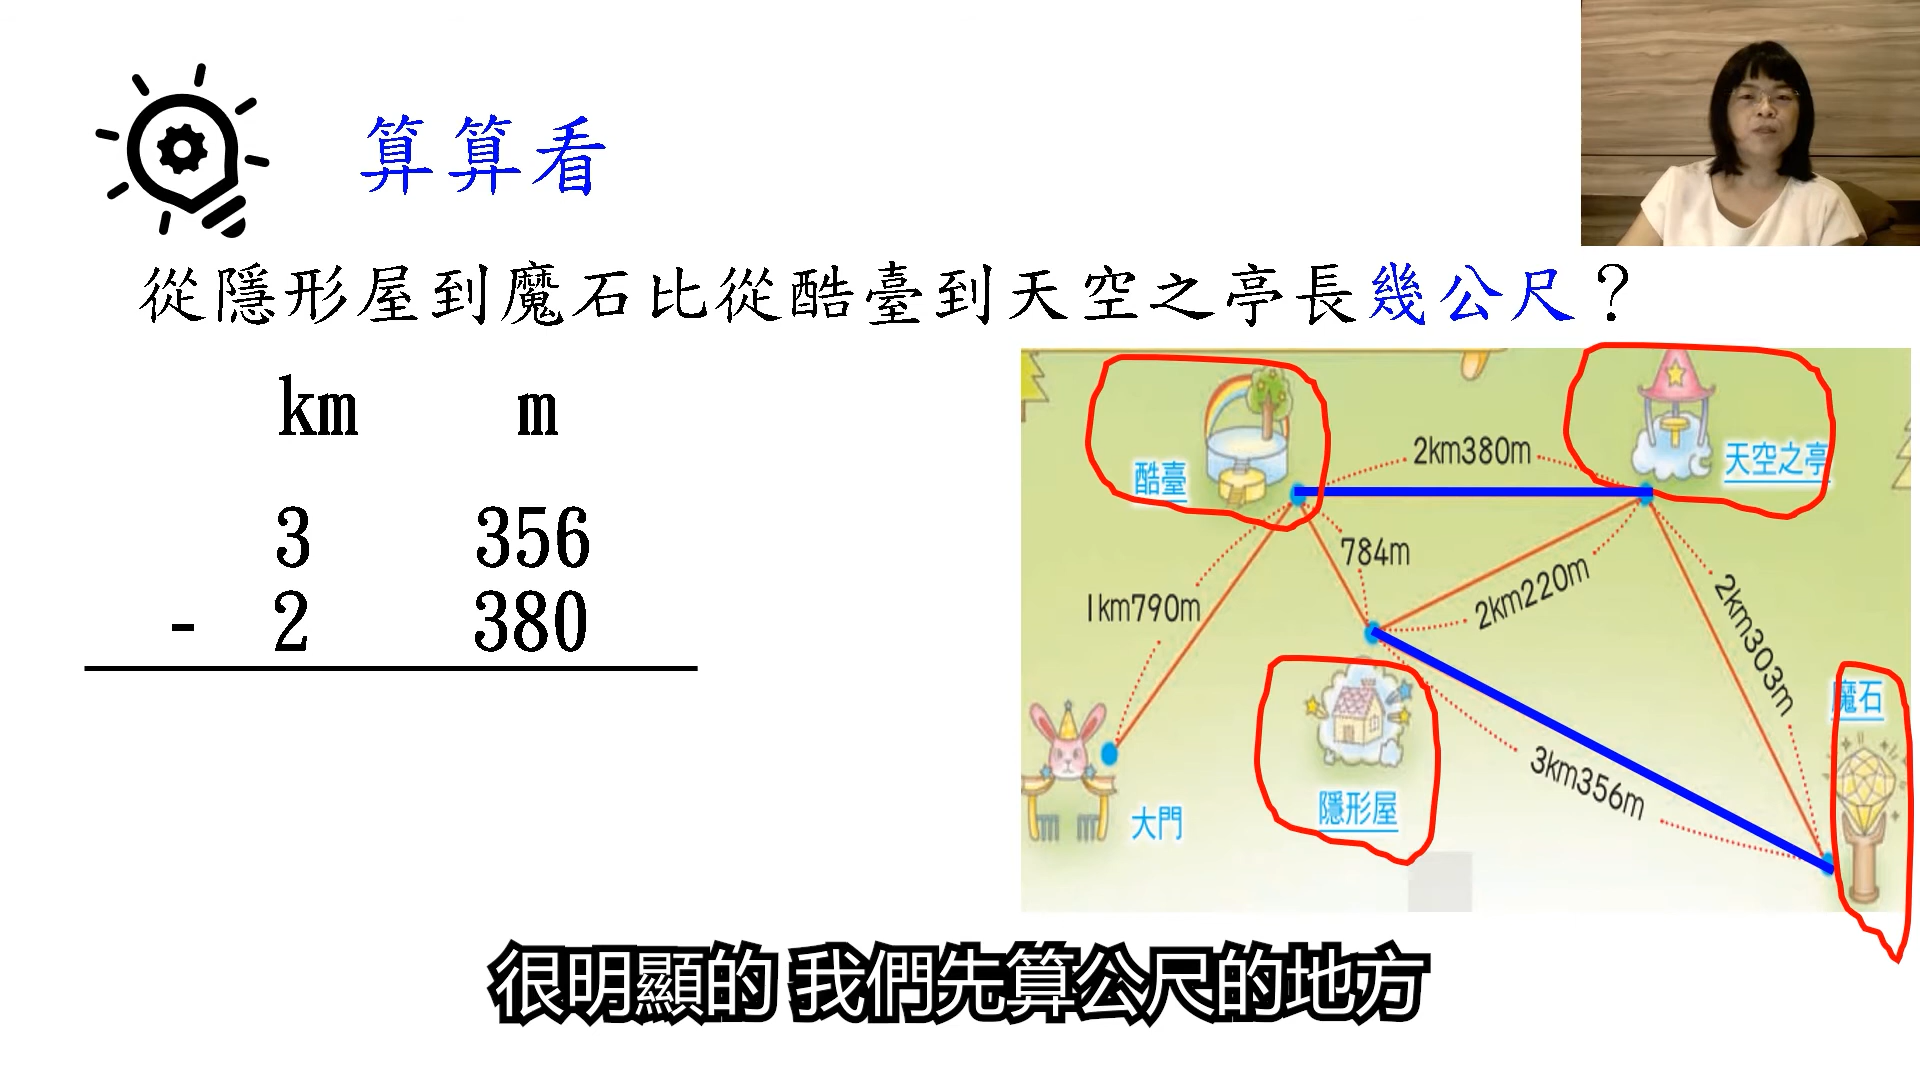 算算看
從隱形屋到魔石比從酷臺到天空之亭長幾公尺？
km m
3 356
- 2 380
酷臺
2km380m
天空之亭
784m
1km790m
2km220m
2km303m
魔石
3km356m
隱形屋
大門
很明顯的 我們先算公尺的地方